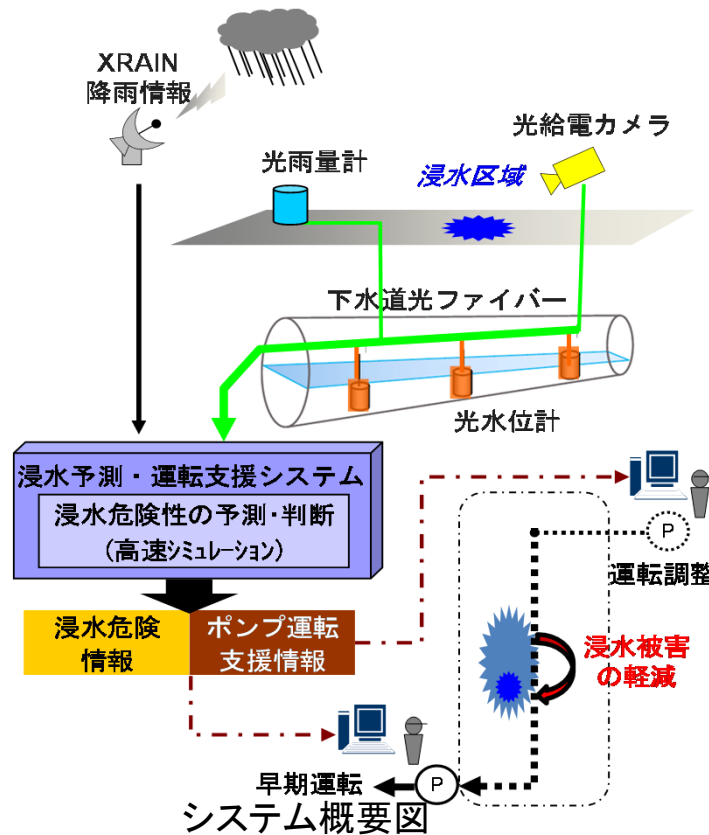 XRAIN
降雨情報
光給電カメラ
光雨量計
浸水区域
下水道光ファイバー
光水位計
浸水予測・運転支援システム
浸水危険性の予測・判断
(高速ｼﾐｭﾚｰｼｮﾝ)
P
運転調整
浸水危険
情報
ポンプ運転
支援情報
浸水被害
の軽減
早期運転
P
システム概要図